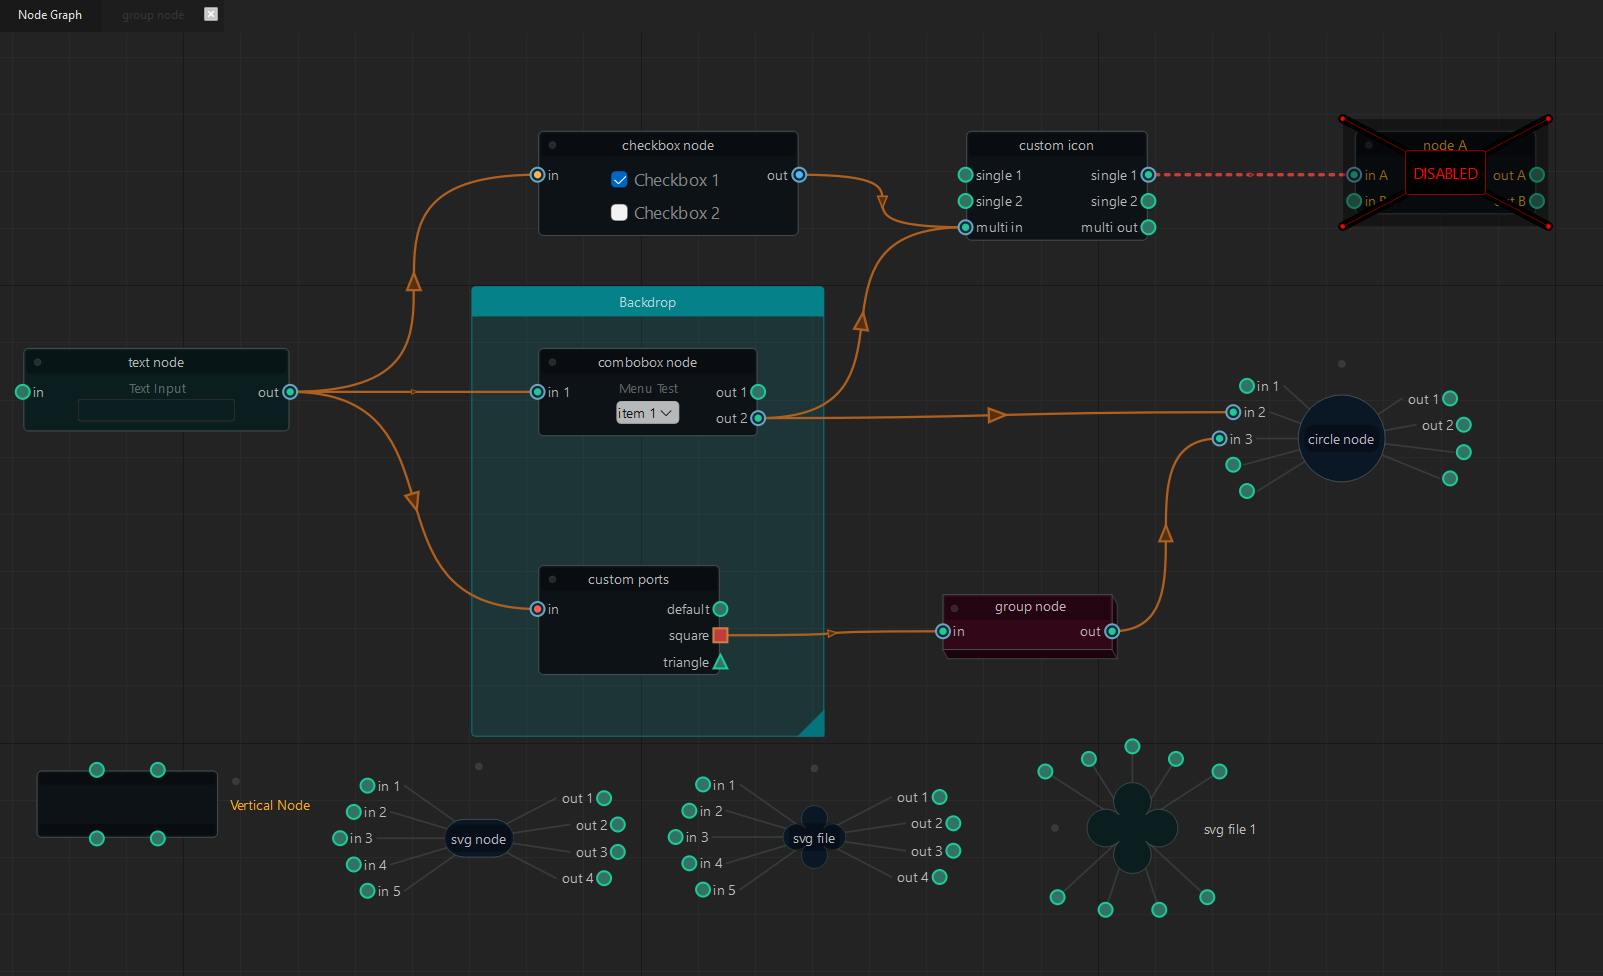 Node Graph
group node
checkbox node
in
out
Checkbox 1
Checkbox 2
custom icon
single 1
single 1
single 2
single 2
multi in
multi out
node A
in A
DISABLED
out A
Backdrop
text node
Text Input
in
out
combobox node
Menu Test
in 1
out 1
item 1
out 2
in 1
in 2
in 3
circle node
out 1
out 2
custom ports
in
default
square
triangle
group node
in
out
Vertical Node
in 1
in 2
in 3
in 4
in 5
svg node
out 1
out 2
out 3
out 4
in 1
in 2
in 3
in 4
in 5
svg file
out 1
out 2
out 3
out 4
svg file 1